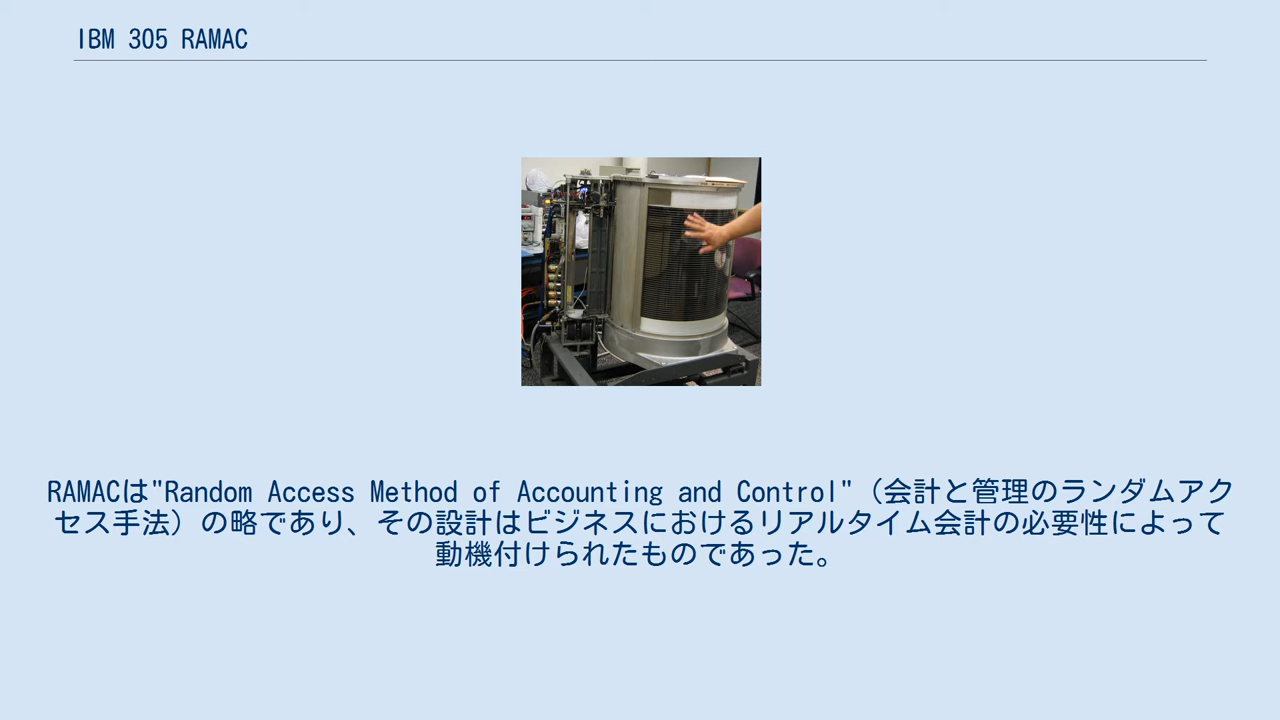 IBM 305 RAMAC
RAMACは"Random Access Method of Accounting and Control"（会計と管理のランダムアク
セス手法）の略であり、その設計はビジネスにおけるリアルタイム会計の必要性によって
動機付けられたものであった。